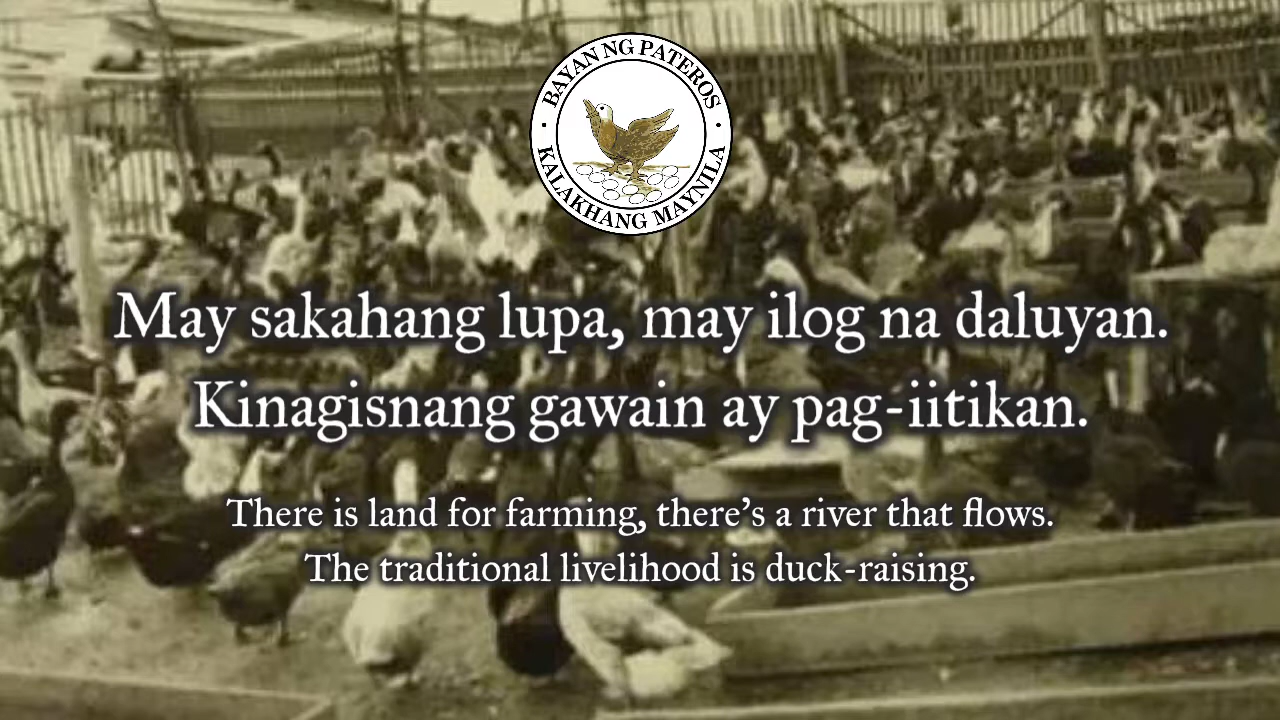 BAYAN NG PATEROS
KALAKHANG MAYNILA
May sakahang lupa, may ilog na daluyan.
Kinagisnang gawain ay pag-iitikan.
There is land for farming, there's a river that flows.
The traditional livelihood is duck-raising.